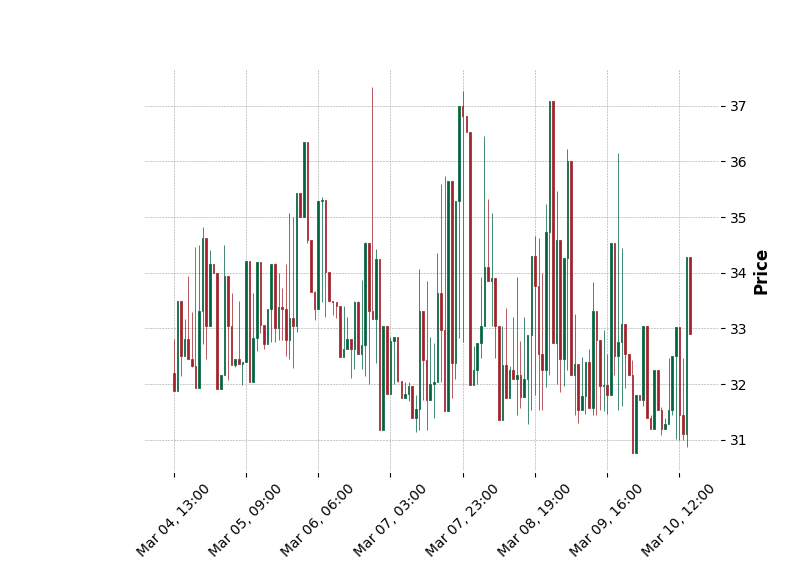 37
36
35
34
33
32
31
Price
Mar 04, 13:00
Mar 05, 09:00
Mar 06, 06:00
Mar 07, 03:00
Mar 07, 23:00
Mar 08, 19:00
Mar 09, 16:00
Mar 10, 12:00